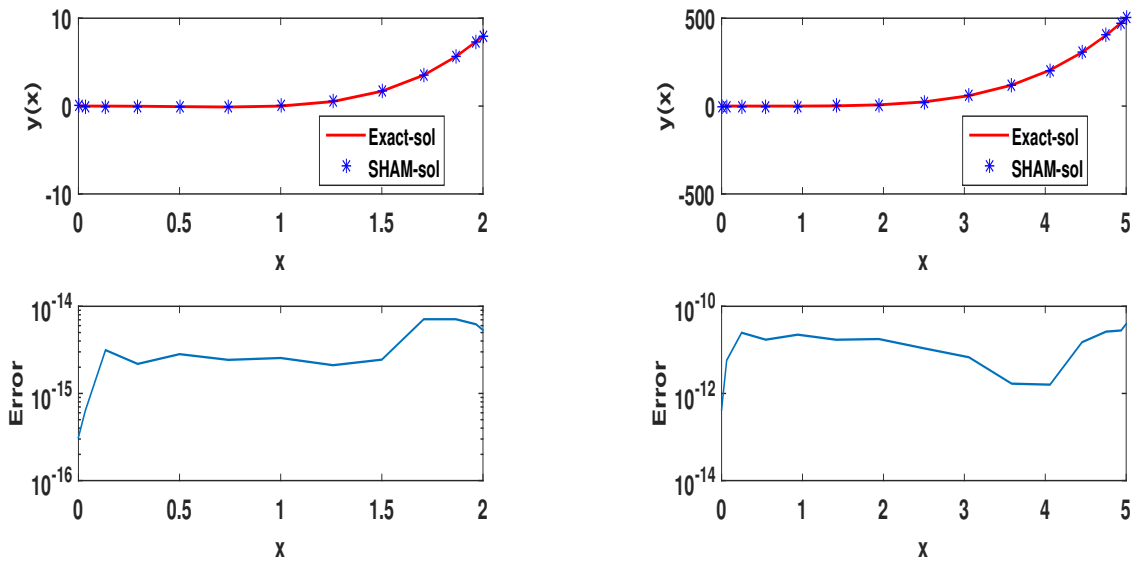 10
0
-10
y(x)
Exact-sol
SHAM-sol
0 0.5 1 1.5 2
x
500
0
-500
y(x)
Exact-sol
SHAM-sol
0 1 2 3 4 5
x
10^-14
10^-15
10^-16
Error
0 0.5 1 1.5 2
x
10^-10
10^-12
10^-14
Error
0 1 2 3 4 5
x